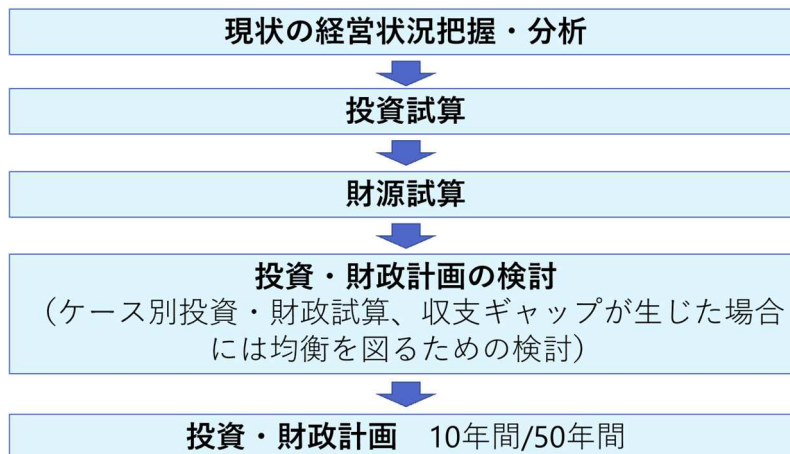 現状の経営状況把握・分析
投資試算
財源試算
投資・財政計画の検討
（ケース別投資・財政試算、収支ギャップが生じた場合
には均衡を図るための検討）
投資・財政計画　10年間/50年間